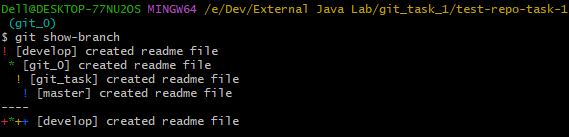 Dell@DESKTOP-77NU2OS MINGW64 /e/Dev/External Java Lab/git_task_1/test-repo-task-1
(git_0)
$ git show-branch
! [develop] created readme file
* [git_0] created readme file
! [git_task] created readme file
! [master] created readme file
----
+*++ [develop] created readme file